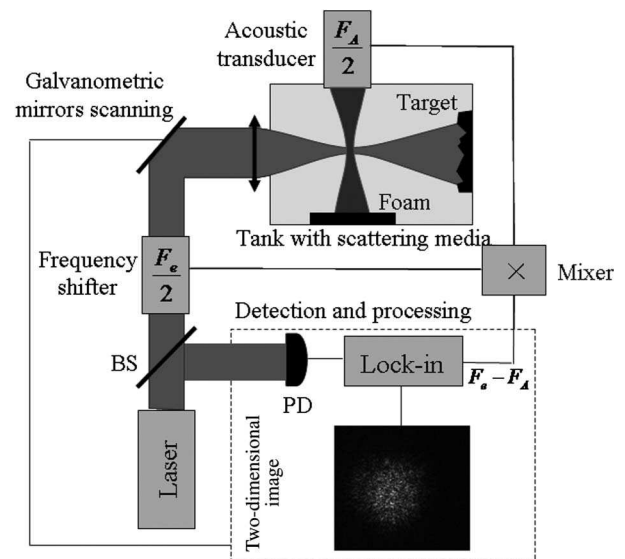 Acoustic
transducer
F_A
2
Galvanometric
mirrors scanning
Target
Foam
Tank with scattering media
Frequency
shifter
F_e
2
×
Mixer
Detection and processing
BS
PD
Lock-in
F_e – F_A
Laser
Two-dimensional
image